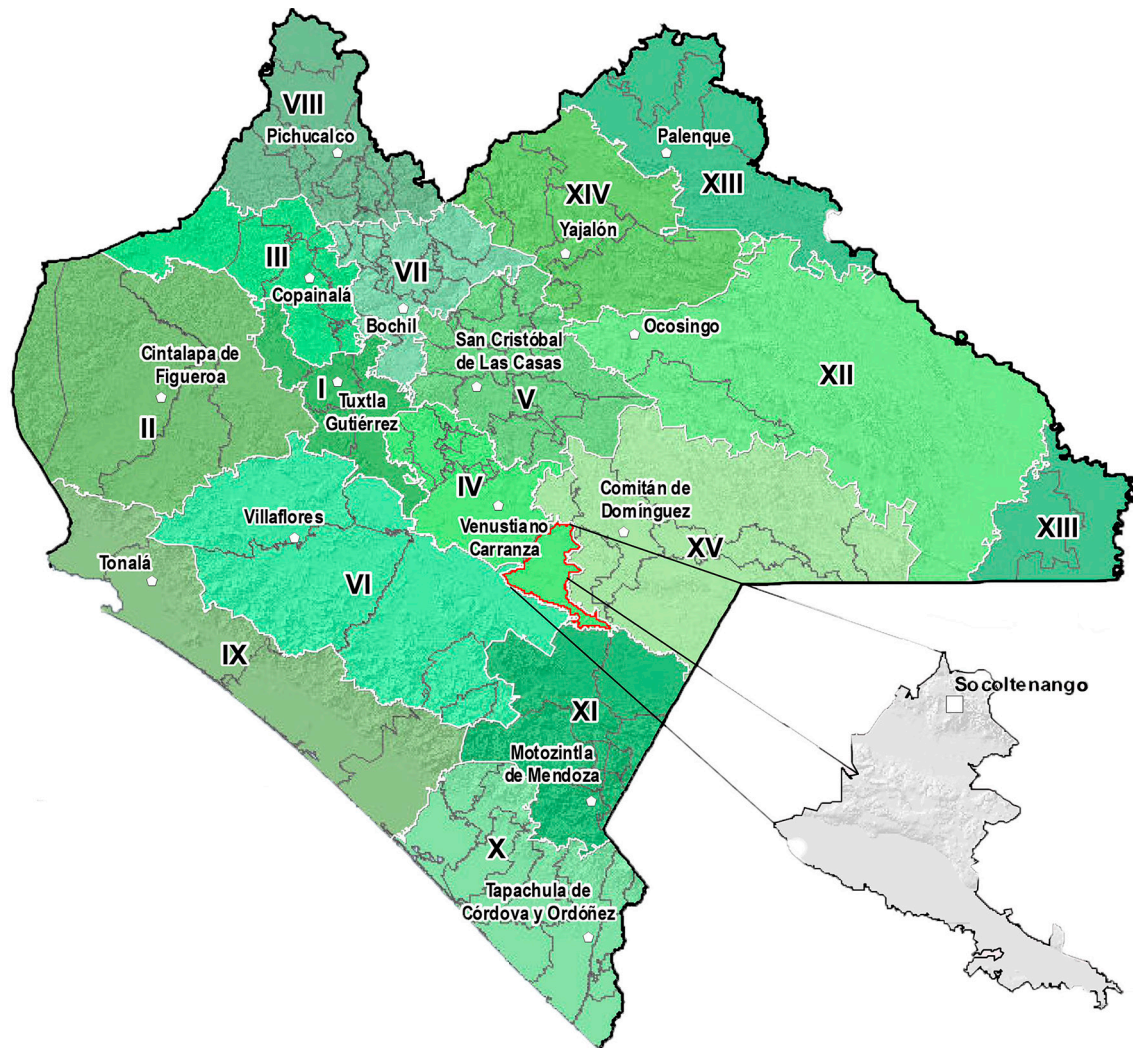 VIII
Pichucalco
Palenque
XIII
XIV
Yajalón
III
Copainalá
VII
Bochil
San Cristóbal
de Las Casas
V
Ocosingo
XII
Cintalapa de
Figueroa
II
I
Tuxtla
Gutiérrez
IV
Venustiano
Carranza
Comitán de
Domínguez
XV
XIII
Villaflores
VI
Tonalá
IX
XI
Motozintla
de Mendoza
X
Tapachula de
Córdova y Ordóñez
Socoltenango